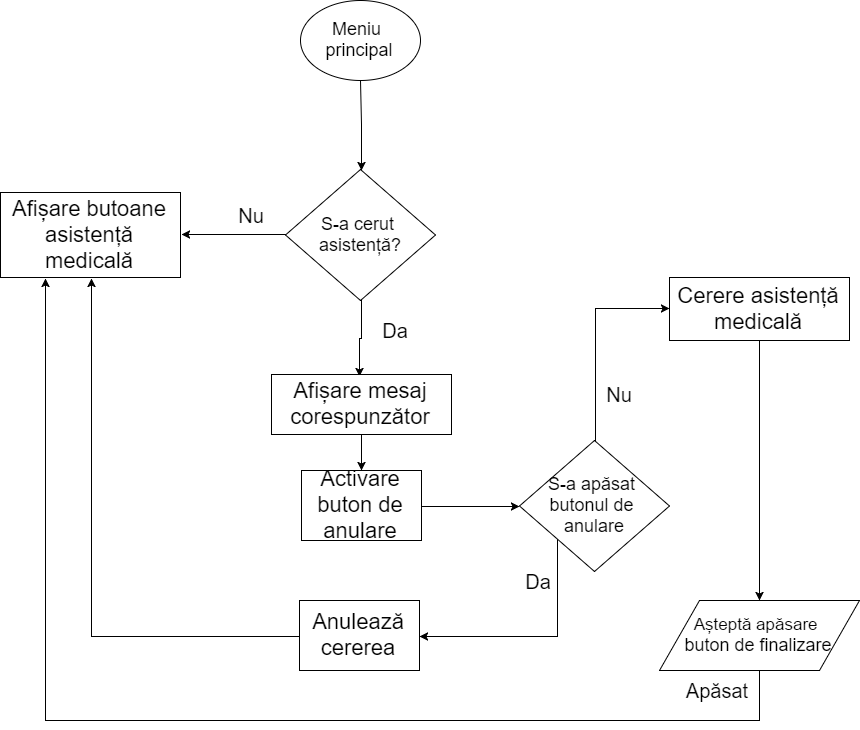 Meniu
principal
S-a cerut
asistență?
Nu
Afișare butoane
asistență
medicală
Da
Afișare mesaj
corespunzător
Activare
buton de
anulare
S-a apăsat
butonul de
anulare
Nu
Cerere asistență
medicală
Da
Anulează
cererea
Așteptă apăsare
buton de finalizare
Apăsat